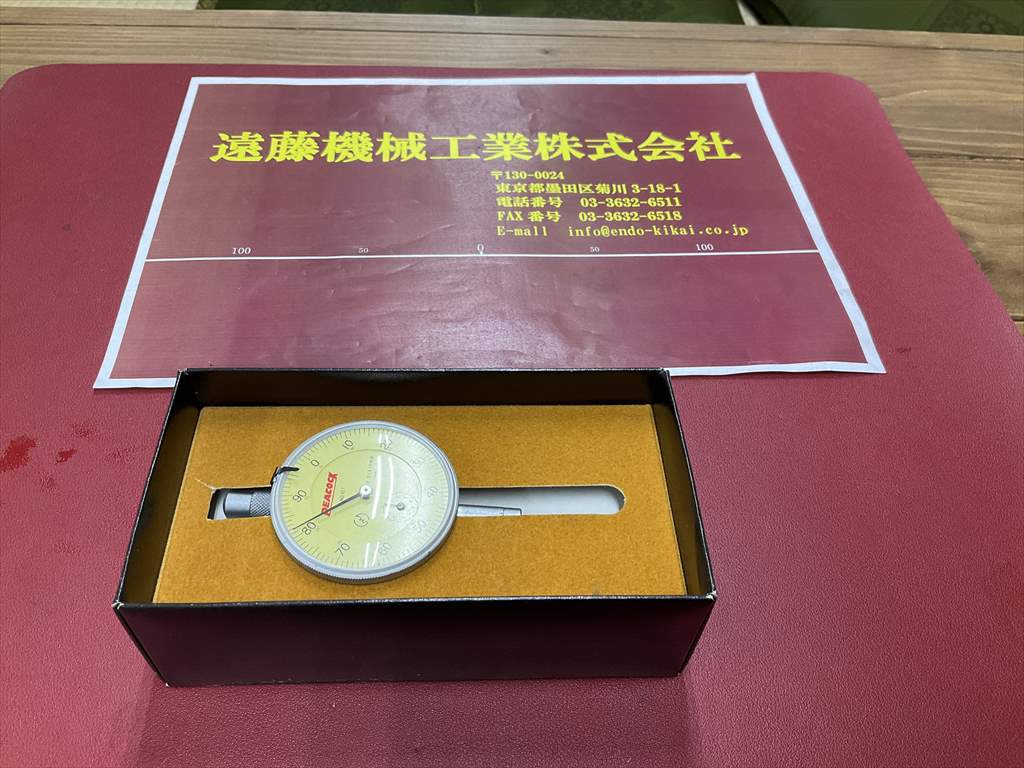 遠藤機械工業株式会社
〒130-0024
東京都墨田区菊川 3-18-1
電話番号 03-3632-6511
FAX 番号 03-3632-6518
E-mail info@endo-kikai.co.jp
100 50 0 50 100
PEACOCK
0 10 20 30 40 50 60 70 80 90